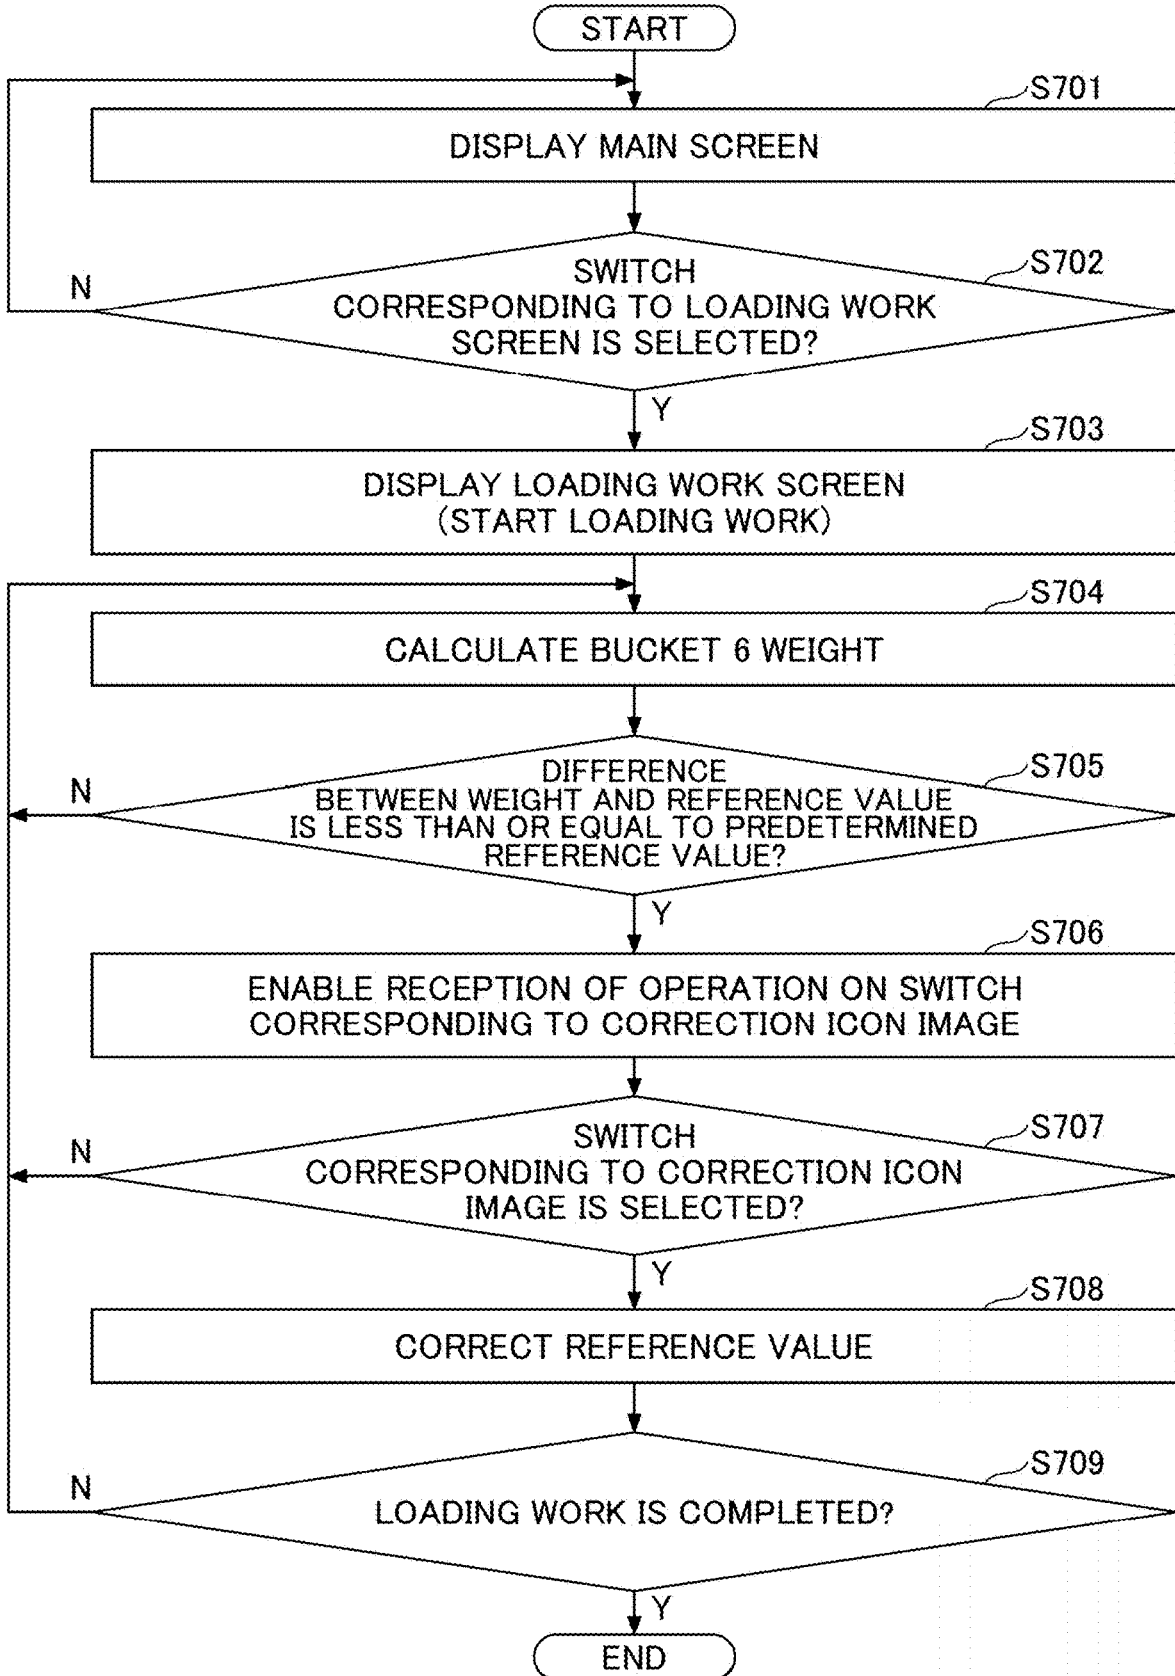 START
S701
DISPLAY MAIN SCREEN
S702
SWITCH
CORRESPONDING TO LOADING WORK
SCREEN IS SELECTED?
N
Y
S703
DISPLAY LOADING WORK SCREEN
(START LOADING WORK)
S704
CALCULATE BUCKET 6 WEIGHT
S705
DIFFERENCE
BETWEEN WEIGHT AND REFERENCE VALUE
IS LESS THAN OR EQUAL TO PREDETERMINED
REFERENCE VALUE?
N
Y
S706
ENABLE RECEPTION OF OPERATION ON SWITCH
CORRESPONDING TO CORRECTION ICON IMAGE
S707
SWITCH
CORRESPONDING TO CORRECTION ICON
IMAGE IS SELECTED?
N
Y
S708
CORRECT REFERENCE VALUE
S709
LOADING WORK IS COMPLETED?
N
Y
END